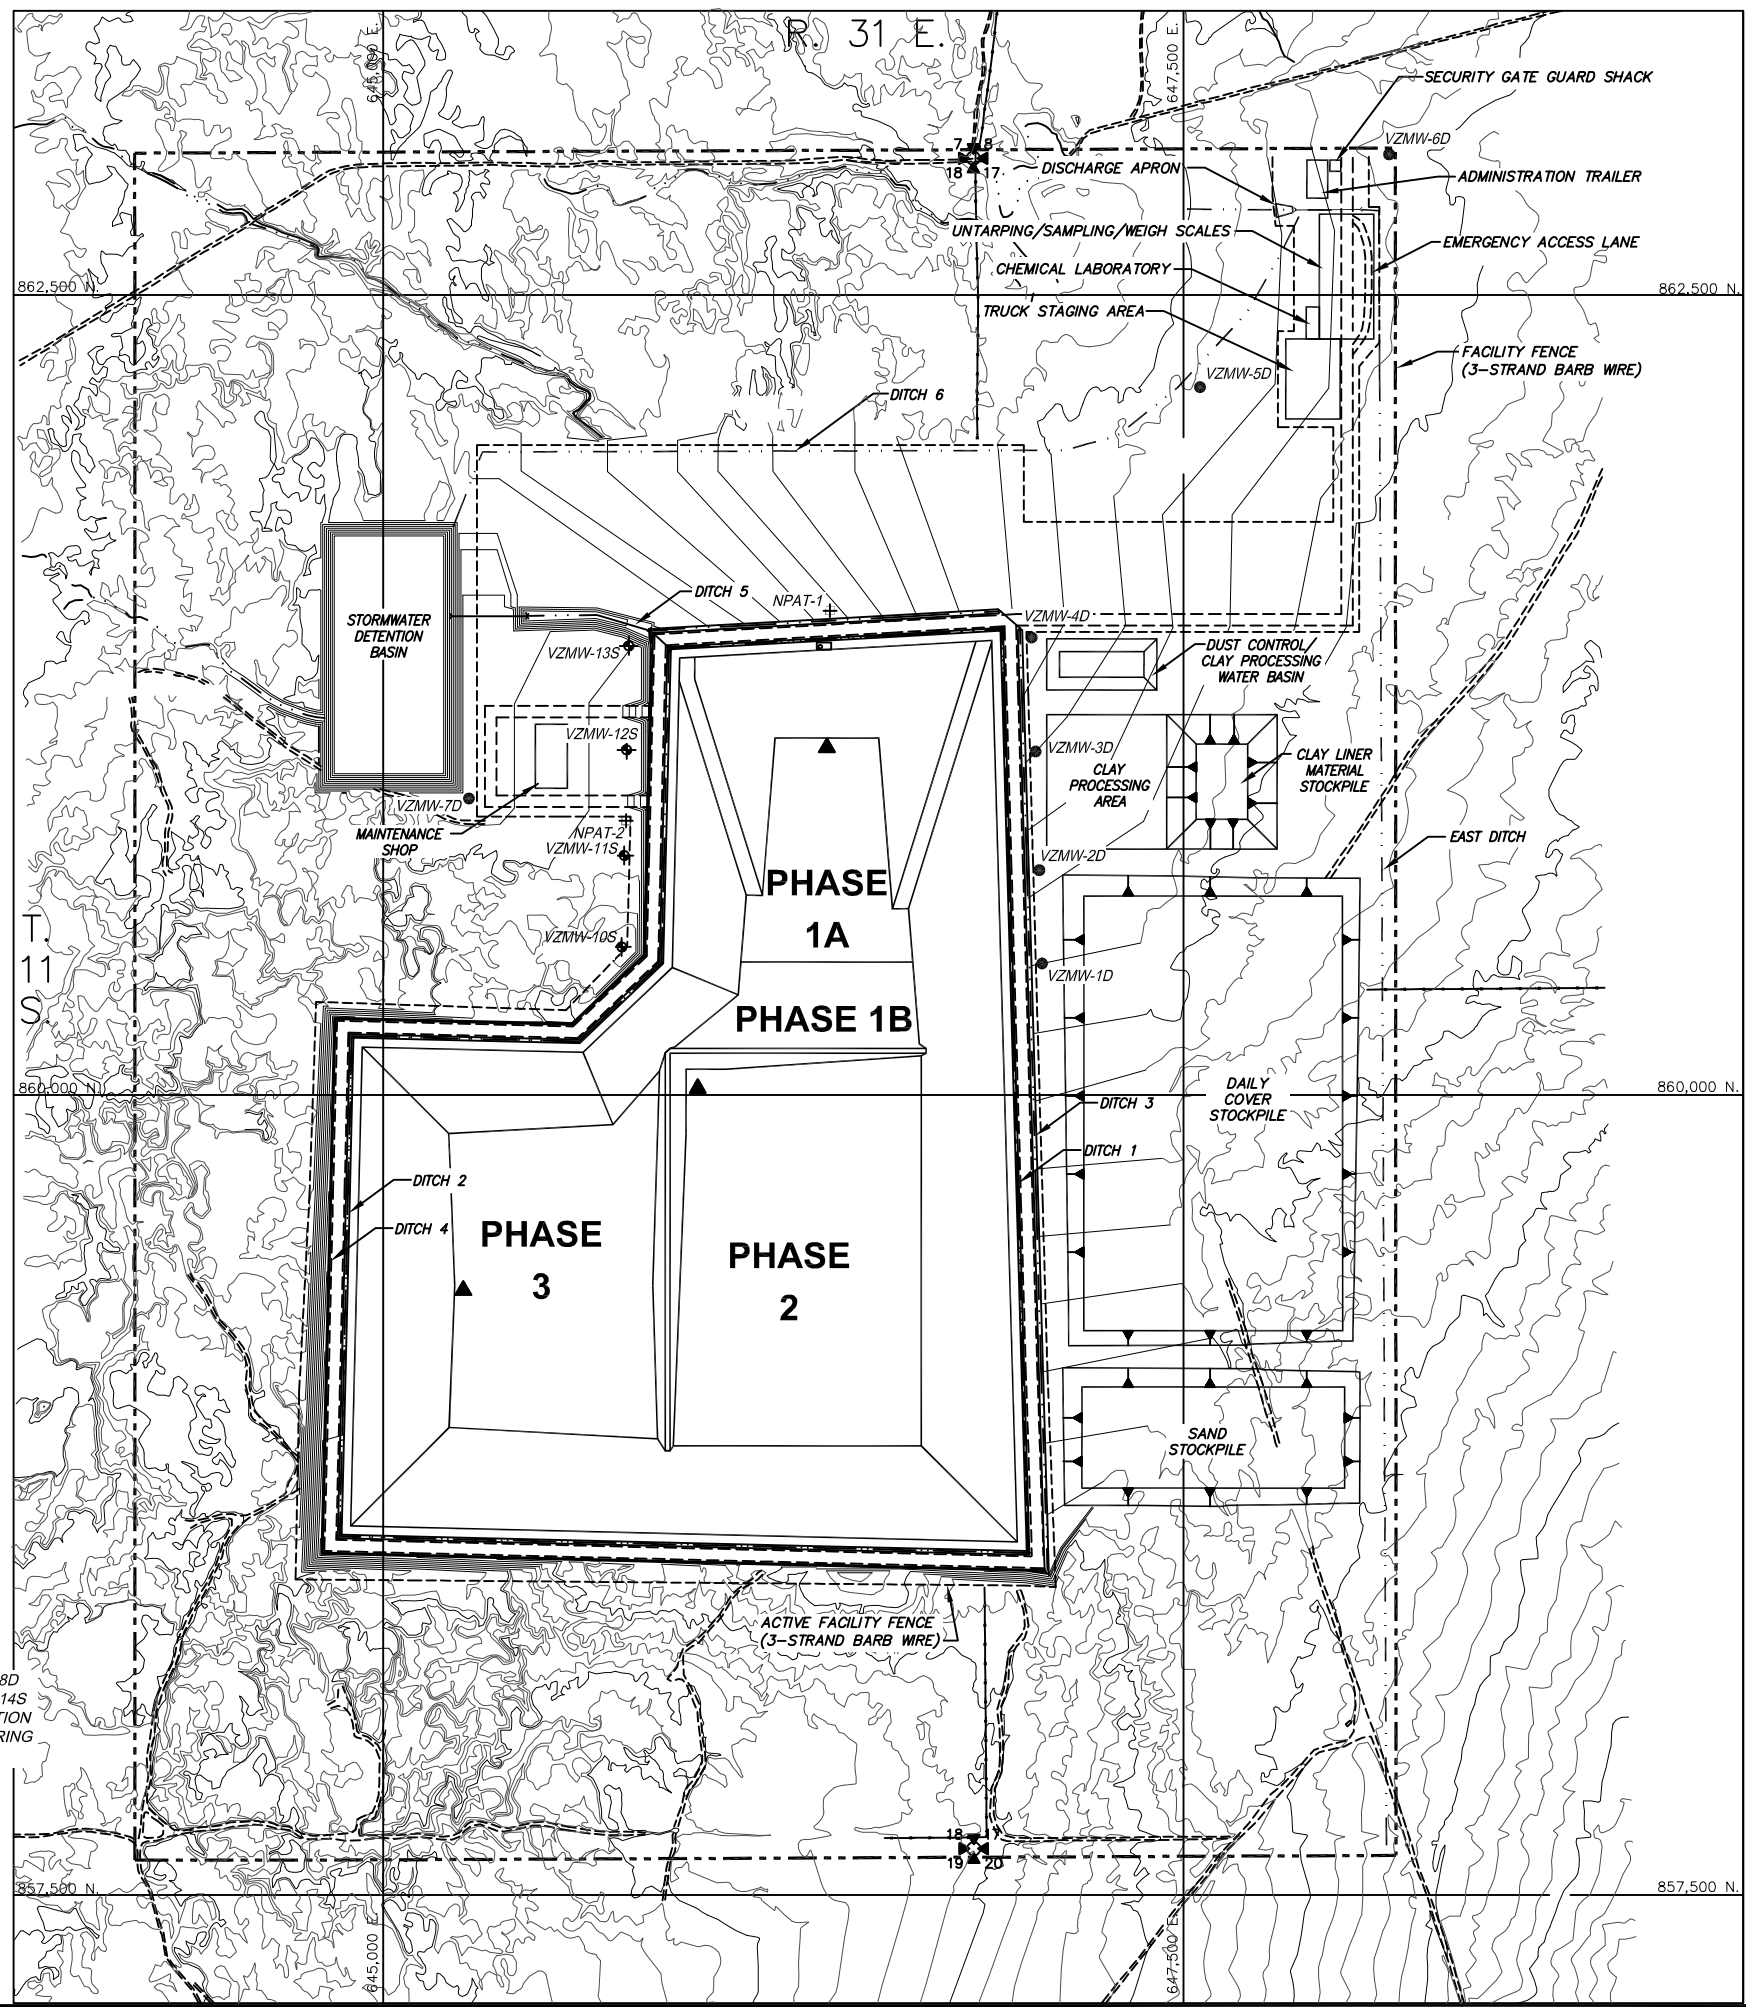 R. 31 E.
645,000 E.
647,500 E.
SECURITY GATE GUARD SHACK
VZMW-6D
7 8
18 17
DISCHARGE APRON
ADMINISTRATION TRAILER
UNTARPING/SAMPLING/WEIGH SCALES
EMERGENCY ACCESS LANE
CHEMICAL LABORATORY
862,500 N.
862,500 N.
TRUCK STAGING AREA
FACILITY FENCE
(3-STRAND BARB WIRE)
VZMW-5D
DITCH 6
DITCH 5
NPAT-1
VZMW-4D
STORMWATER
DETENTION
BASIN
VZMW-13S
DUST CONTROL/
CLAY PROCESSING
WATER BASIN
VZMW-12S
VZMW-3D
CLAY
PROCESSING
AREA
CLAY LINER
MATERIAL
STOCKPILE
VZMW-7D
MAINTENANCE
SHOP
NPAT-2
VZMW-11S
EAST DITCH
VZMW-2D
PHASE
1A
T.
11
S.
VZMW-10S
VZMW-1D
PHASE 1B
860,000 N.
860,000 N.
DAILY
COVER
STOCKPILE
DITCH 3
DITCH 1
DITCH 2
DITCH 4
PHASE
3
PHASE
2
SAND
STOCKPILE
ACTIVE FACILITY FENCE
(3-STRAND BARB WIRE)
8D
14S
TION
RING
18 17
19 20
857,500 N.
857,500 N.
645,000 E.
647,500 E.